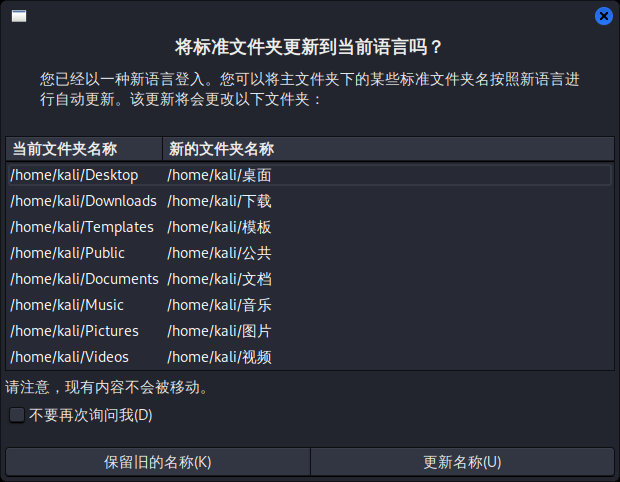 将标准文件夹更新到当前语言吗？
您已经以一种新语言登入。您可以将主文件夹下的某些标准文件夹名按照新语言进
行自动更新。该更新将会更改以下文件夹：
当前文件夹名称 新的文件夹名称
/home/kali/Desktop /home/kali/桌面
/home/kali/Downloads /home/kali/下载
/home/kali/Templates /home/kali/模板
/home/kali/Public /home/kali/公共
/home/kali/Documents /home/kali/文档
/home/kali/Music /home/kali/音乐
/home/kali/Pictures /home/kali/图片
/home/kali/Videos /home/kali/视频
请注意，现有内容不会被移动。
不要再次询问我(D)
保留旧的名称(K) 更新名称(U)